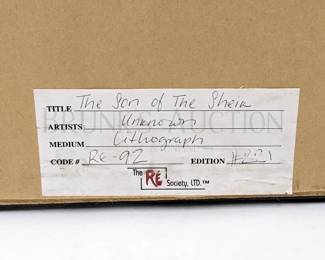 TITLE The Son of The Sheik
ARTISTS Unknown
MEDIUM Lithograph
CODE # RE-92 EDITION #221
The RE Society, LTD.™